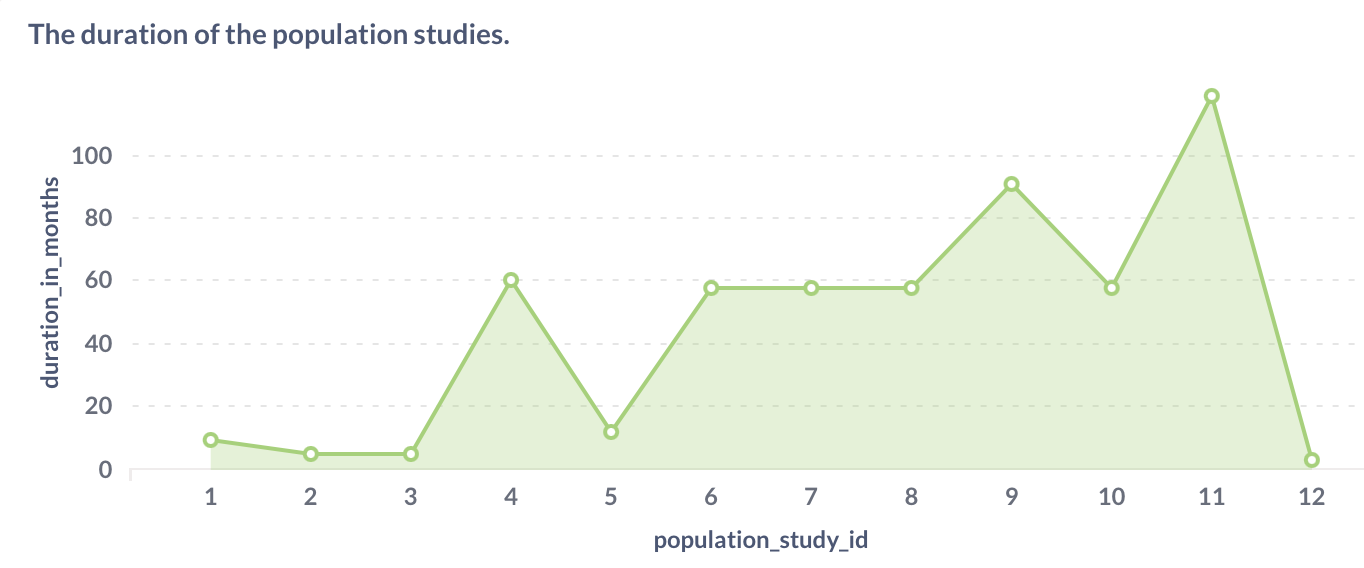 The duration of the population studies.
duration_in_months
100
80
60
40
20
0
1 2 3 4 5 6 7 8 9 10 11 12
population_study_id